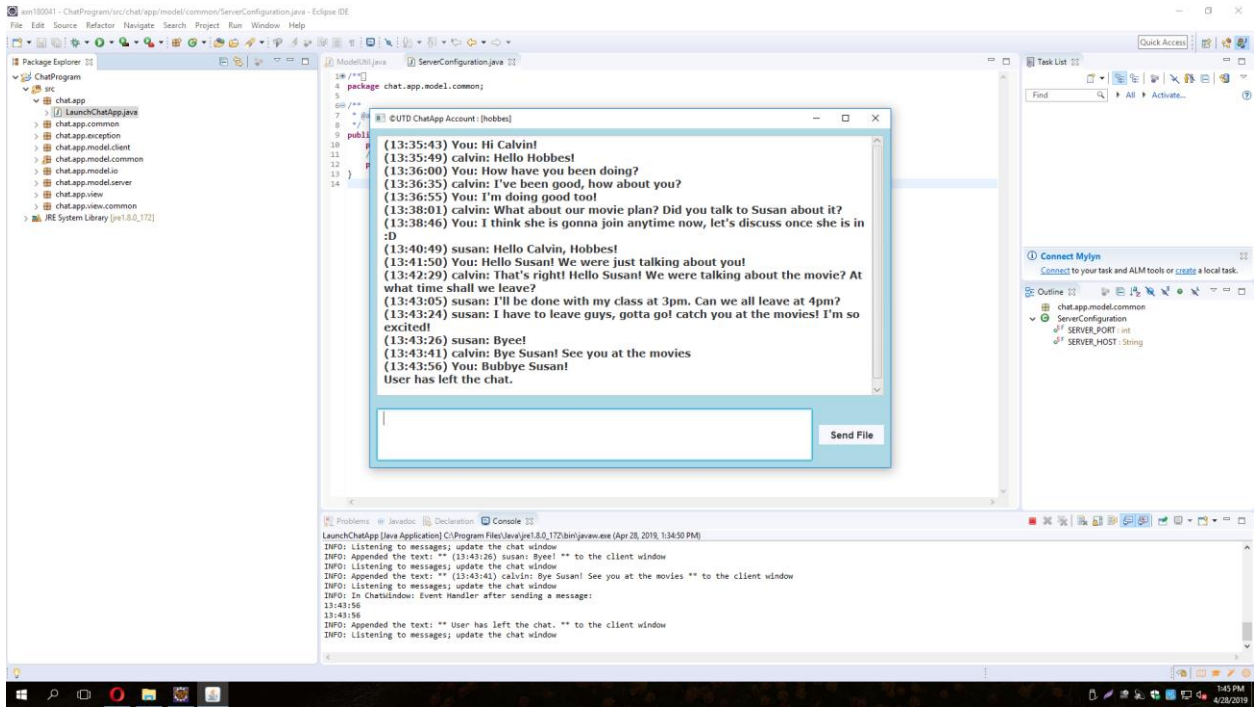 axn180041 - ChatProgram/src/chat/app/model/common/ServerConfiguration.java - Eclipse IDE
File Edit Source Refactor Navigate Search Project Run Window Help
Quick Access
Package Explorer
ChatProgram
src
chat.app
LaunchChatApp.java
chat.app.common
chat.app.exception
chat.app.model.client
chat.app.model.common
chat.app.model.io
chat.app.model.server
chat.app.view
chat.app.view.common
JRE System Library [jre1.8.0_172]
ModelUtil.java ServerConfiguration.java
1 /**
4 package chat.app.model.common;
5
6 /**
7 *
8 */
9 publi
10 p
11 /
12 p
13 }
14
©UTD ChatApp Account : [hobbes]
(13:35:43) You: Hi Calvin!
(13:35:49) calvin: Hello Hobbes!
(13:36:00) You: How have you been doing?
(13:36:35) calvin: I've been good, how about you?
(13:36:55) You: I'm doing good too!
(13:38:01) calvin: What about our movie plan? Did you talk to Susan about it?
(13:38:46) You: I think she is gonna join anytime now, let's discuss once she is in
:D
(13:40:49) susan: Hello Calvin, Hobbes!
(13:41:50) You: Hello Susan! We were just talking about you!
(13:42:29) calvin: That's right! Hello Susan! We were talking about the movie? At
what time shall we leave?
(13:43:05) susan: I'll be done with my class at 3pm. Can we all leave at 4pm?
(13:43:24) susan: I have to leave guys, gotta go! catch you at the movies! I'm so
excited!
(13:43:26) susan: Byee!
(13:43:41) calvin: Bye Susan! See you at the movies
(13:43:56) You: Bubbye Susan!
User has left the chat.
Send File
Task List
Find All Activate...
Connect Mylyn
Connect to your task and ALM tools or create a local task.
Outline
chat.app.model.common
ServerConfiguration
SERVER_PORT : int
SERVER_HOST : String
Problems Javadoc Declaration Console
LaunchChatApp [Java Application] C:\Program Files\Java\jre1.8.0_172\bin\javaw.exe (Apr 28, 2019, 1:34:50 PM)
INFO: Listening to messages; update the chat window
INFO: Appended the text: ** (13:43:26) susan: Byee! ** to the client window
INFO: Listening to messages; update the chat window
INFO: Appended the text: ** (13:43:41) calvin: Bye Susan! See you at the movies ** to the client window
INFO: Listening to messages; update the chat window
INFO: In ChatWindow: Event Handler after sending a message:
13:43:56
13:43:56
INFO: Appended the text: ** User has left the chat. ** to the client window
INFO: Listening to messages; update the chat window
1:45 PM
4/28/2019